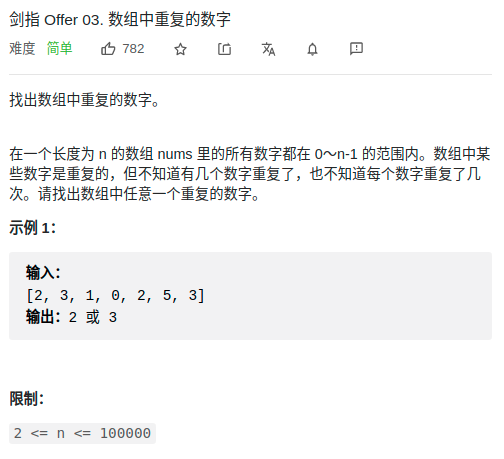 剑指 Offer 03. 数组中重复的数字
难度 简单 782
找出数组中重复的数字。
在一个长度为 n 的数组 nums 里的所有数字都在 0～n-1 的范围内。数组中某
些数字是重复的，但不知道有几个数字重复了，也不知道每个数字重复了几
次。请找出数组中任意一个重复的数字。
示例 1：
输入：
[2, 3, 1, 0, 2, 5, 3]
输出：2 或 3
限制：
2 <= n <= 100000